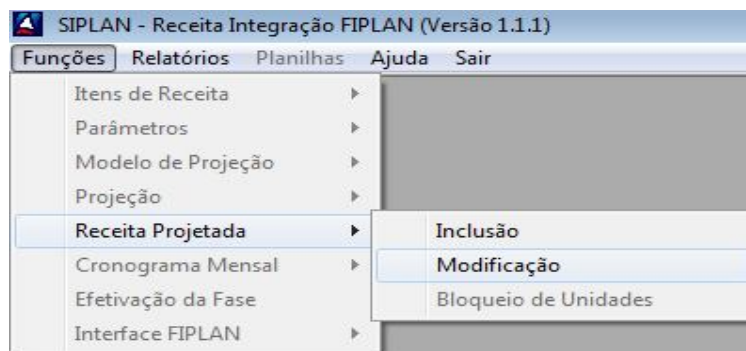 SIPLAN - Receita Integração FIPLAN (Versão 1.1.1)
Funções Relatórios Planilhas Ajuda Sair
Itens de Receita
Parâmetros
Modelo de Projeção
Projeção
Receita Projetada
Inclusão
Cronograma Mensal
Modificação
Efetivação da Fase
Bloqueio de Unidades
Interface FIPLAN